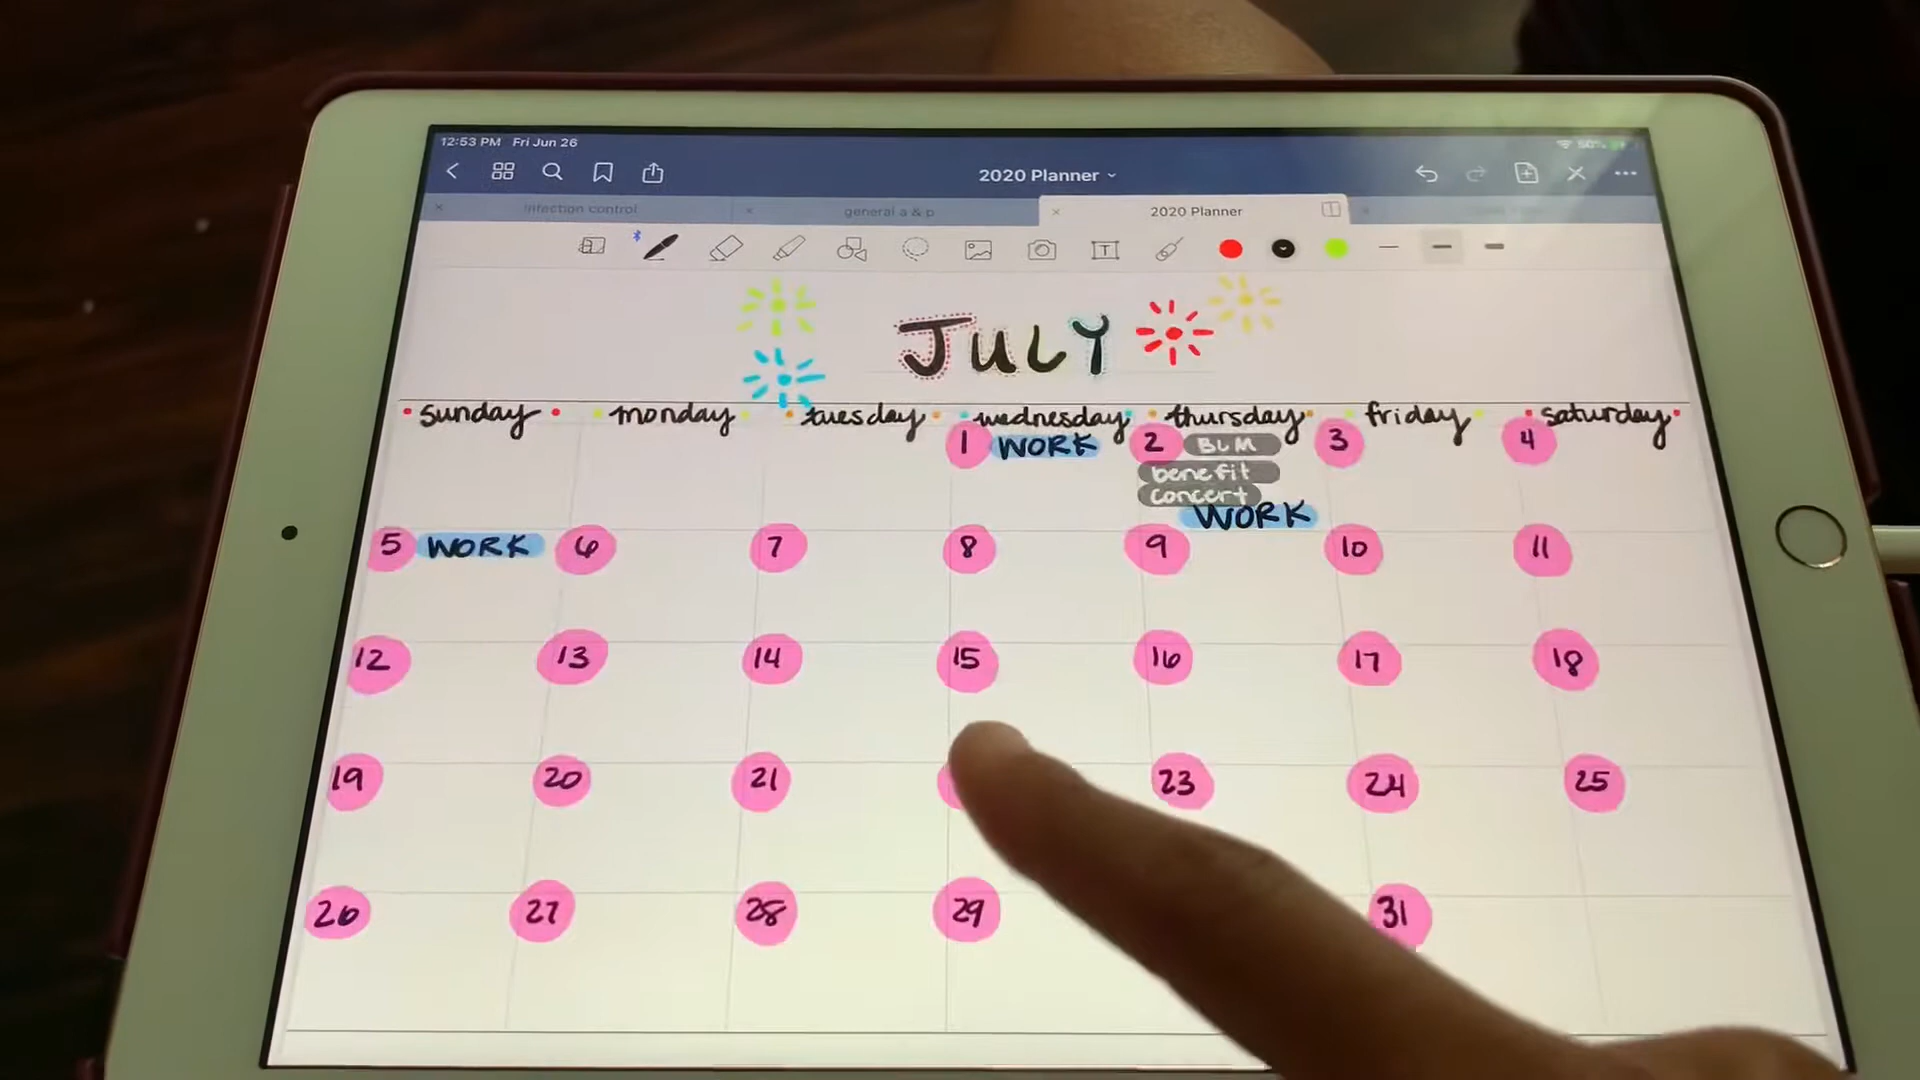 12:53 PM Fri Jun 26
2020 Planner
infection control
general a & p
2020 Planner
T
JULY
sunday monday tuesday wednesday thursday friday saturday
1 WORK 2 BLM 3 4
benefit
concert
WORK
5 WORK 6 7 8 9 10 11
12 13 14 15 16 17 18
19 20 21 23 24 25
26 27 28 29 31